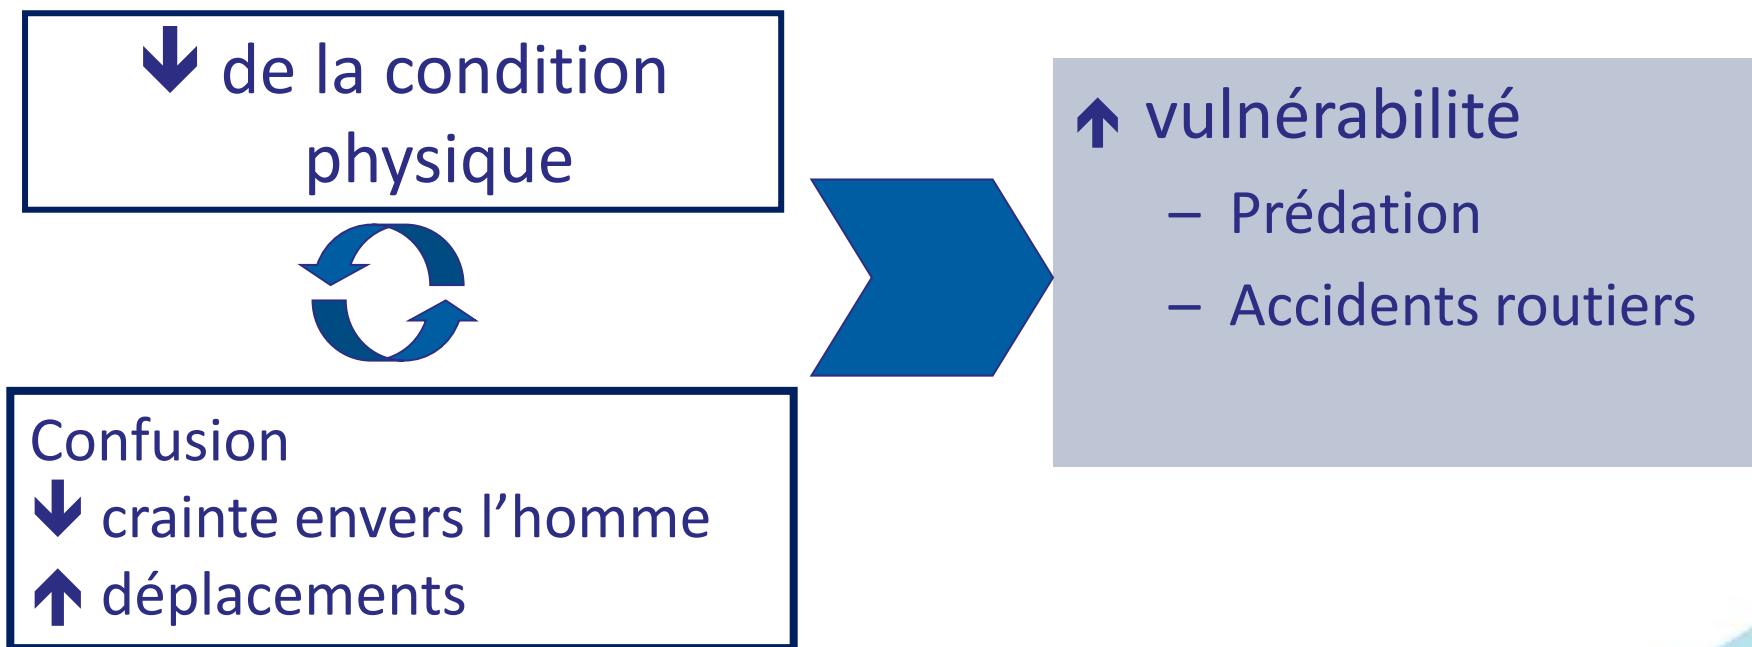 🡫 de la condition
physique
Confusion
🡫 crainte envers l’homme
🡩 déplacements
🡩 vulnérabilité
– Prédation
– Accidents routiers